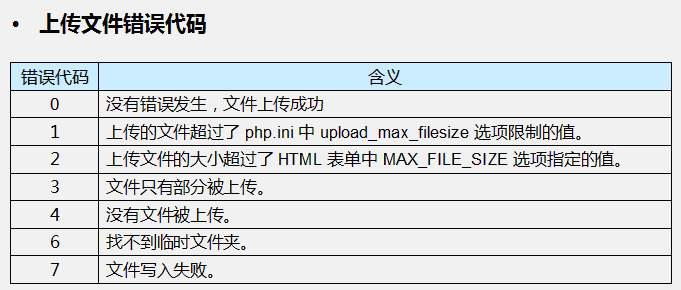 • 上传文件错误代码
错误代码 含义
0 没有错误发生，文件上传成功
1 上传的文件超过了 php.ini 中 upload_max_filesize 选项限制的值。
2 上传文件的大小超过了 HTML 表单中 MAX_FILE_SIZE 选项指定的值。
3 文件只有部分被上传。
4 没有文件被上传。
6 找不到临时文件夹。
7 文件写入失败。